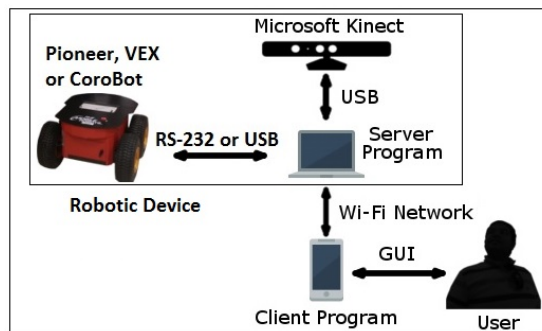 Microsoft Kinect
Pioneer, VEX
or CoroBot
USB
RS-232 or USB
Server
Program
Robotic Device
Wi-Fi Network
GUI
Client Program
User